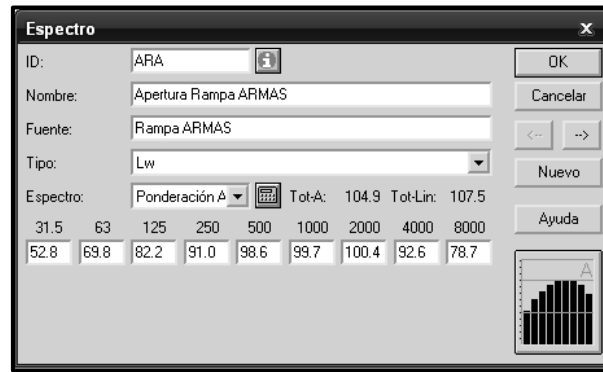 Espectro x
ID: ARA OK
Nombre: Apertura Rampa ARMAS Cancelar
Fuente: Rampa ARMAS <-- -->
Tipo: Lw Nuevo
Espectro: Ponderación A Tot-A: 104.9 Tot-Lin: 107.5
Ayuda
31.5 63 125 250 500 1000 2000 4000 8000
52.8 69.8 82.2 91.0 98.6 99.7 100.4 92.6 78.7
A